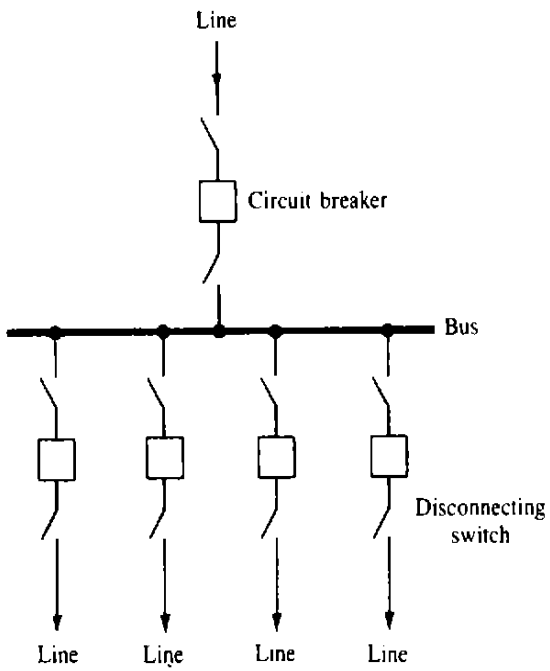 Line
Circuit breaker
Bus
Disconnecting
switch
Line
Line
Line
Line